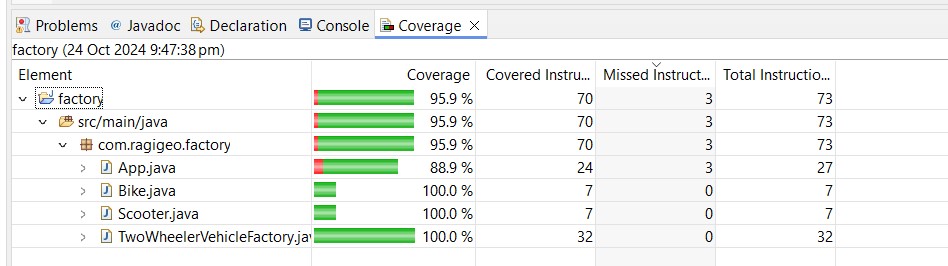 Problems @ Javadoc Declaration Console Coverage
factory (24 Oct 2024 9:47:38 pm)
Element Coverage Covered Instru... Missed Instruct... Total Instructio...
factory 95.9 % 70 3 73
src/main/java 95.9 % 70 3 73
com.ragigeo.factory 95.9 % 70 3 73
App.java 88.9 % 24 3 27
Bike.java 100.0 % 7 0 7
Scooter.java 100.0 % 7 0 7
TwoWheelerVehicleFactory.jav 100.0 % 32 0 32